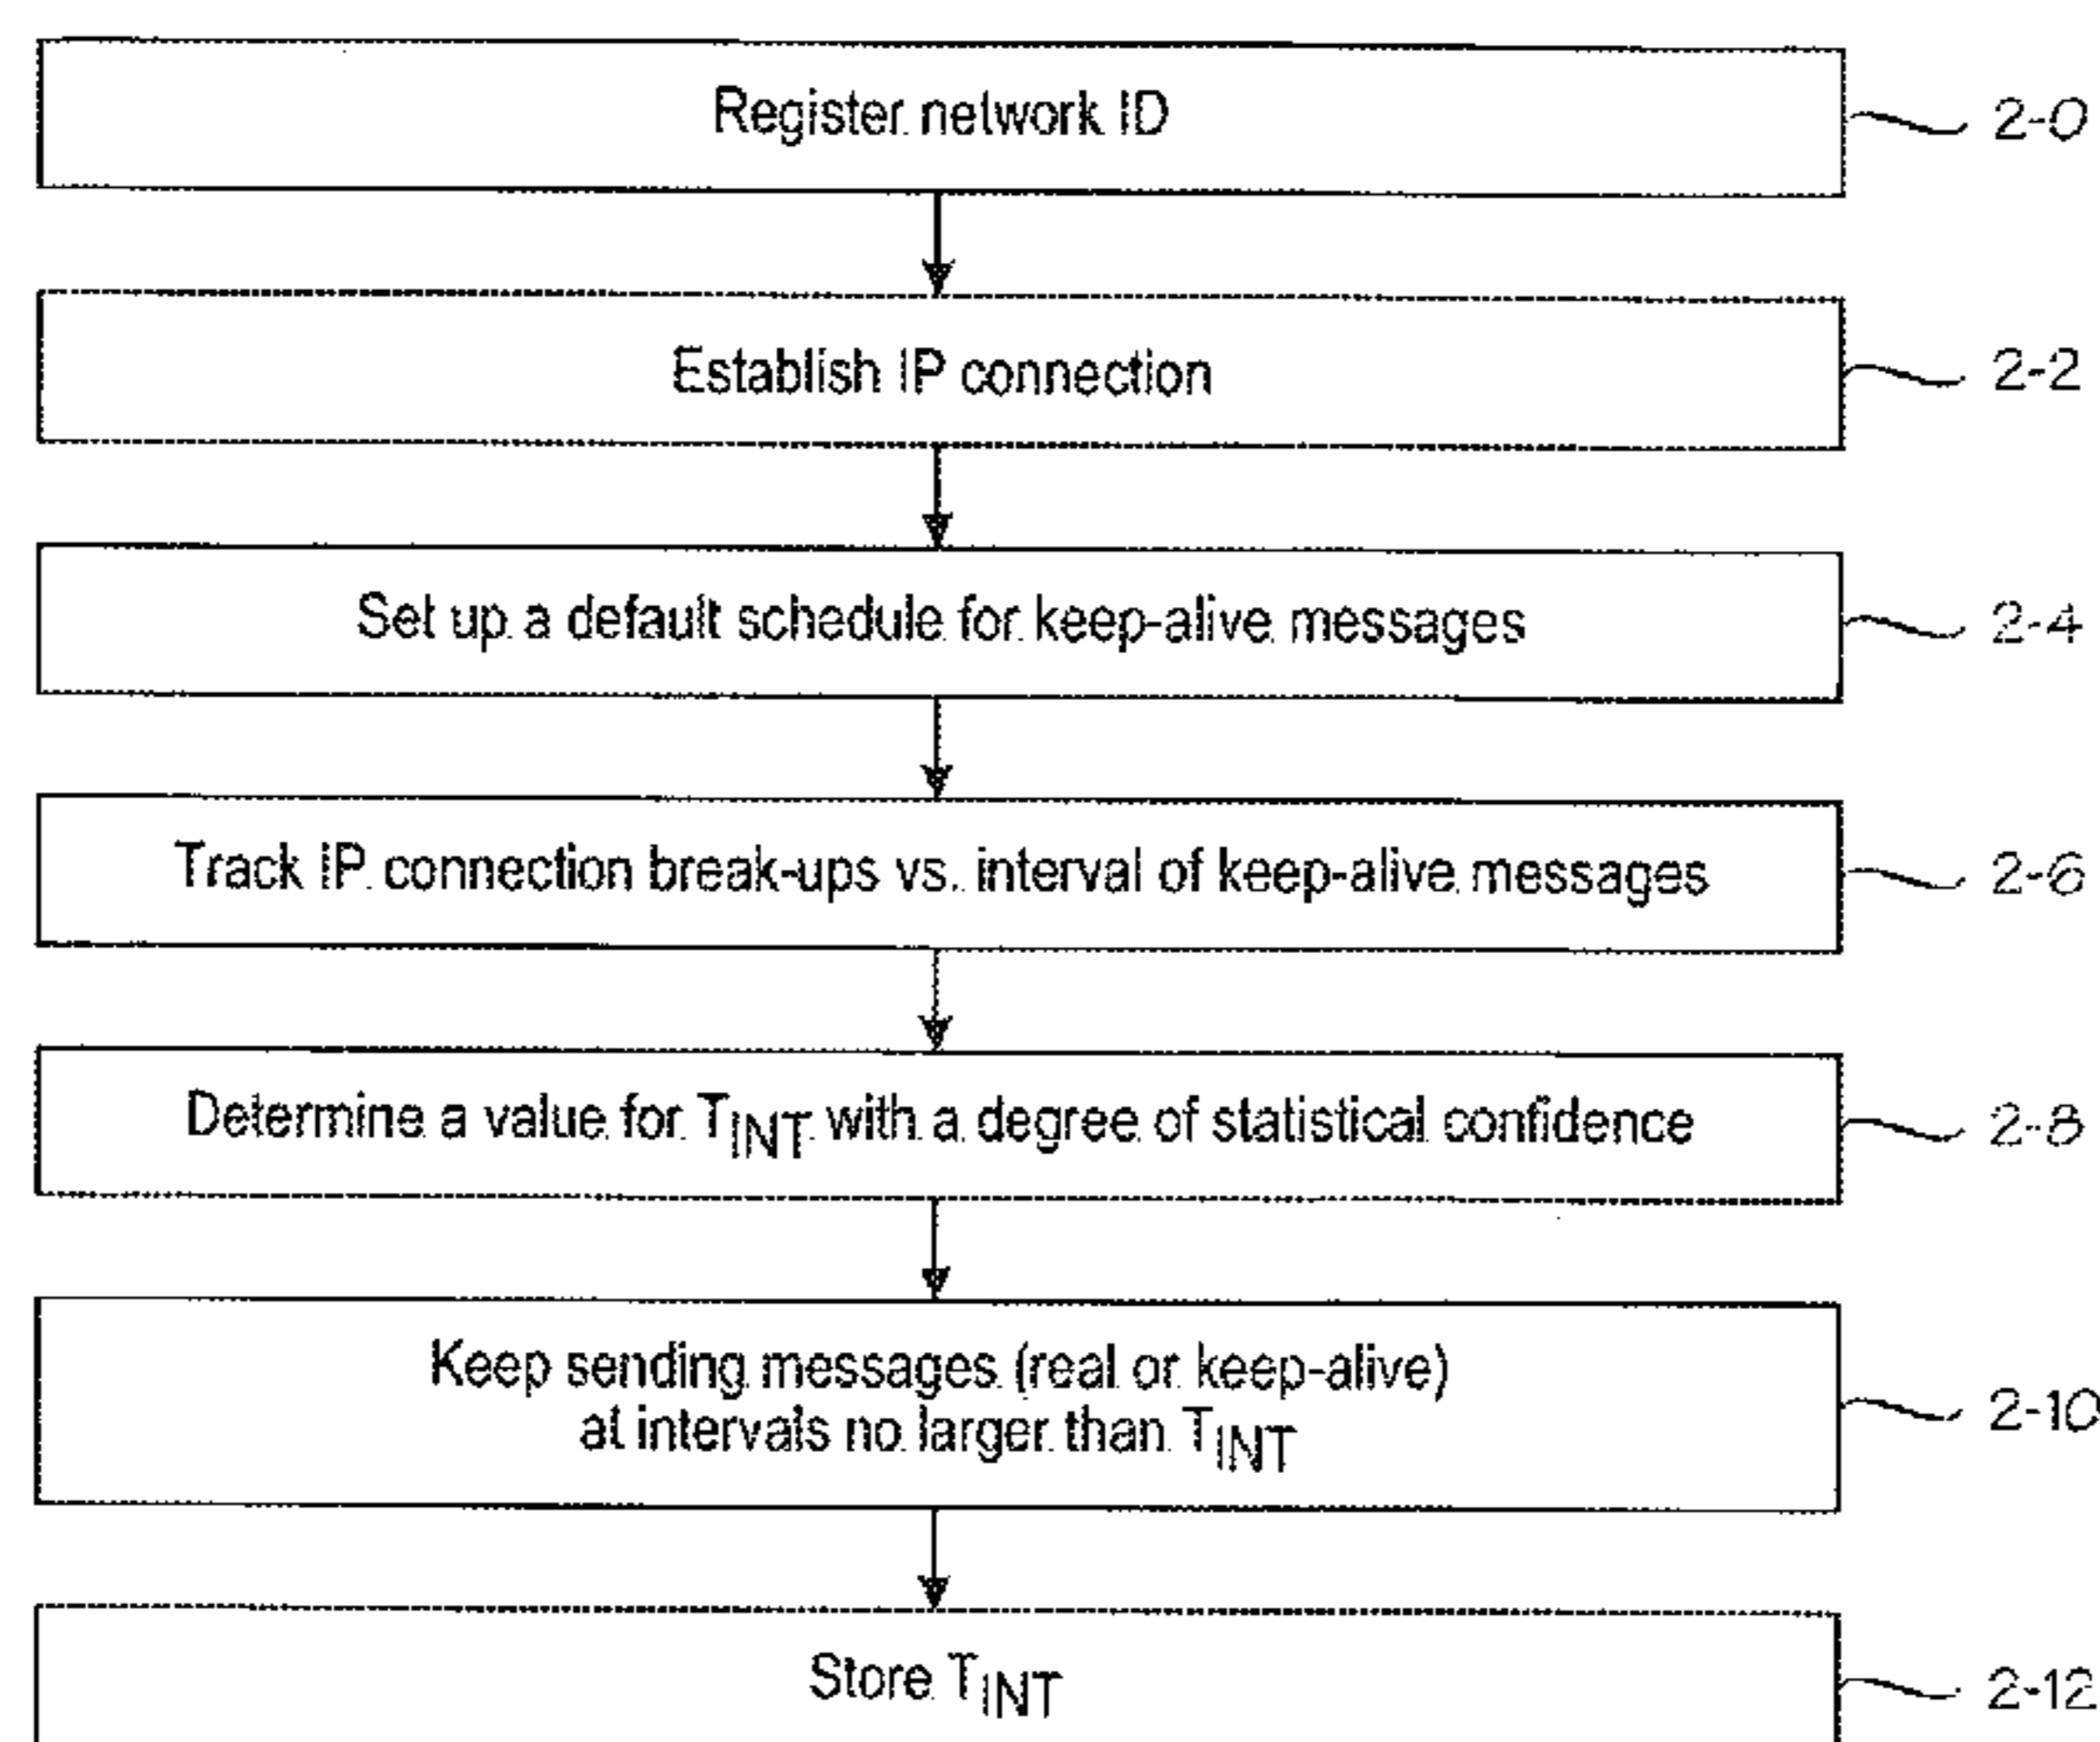 Register network ID
2-0
Establish IP connection
2-2
Set up a default schedule for keep-alive messages
2-4
Track IP connection break-ups vs. interval of keep-alive messages
2-6
Determine a value for TINT with a degree of statistical confidence
2-8
Keep sending messages (real or keep-alive)
at intervals no larger than TINT
2-10
Store TINT
2-12